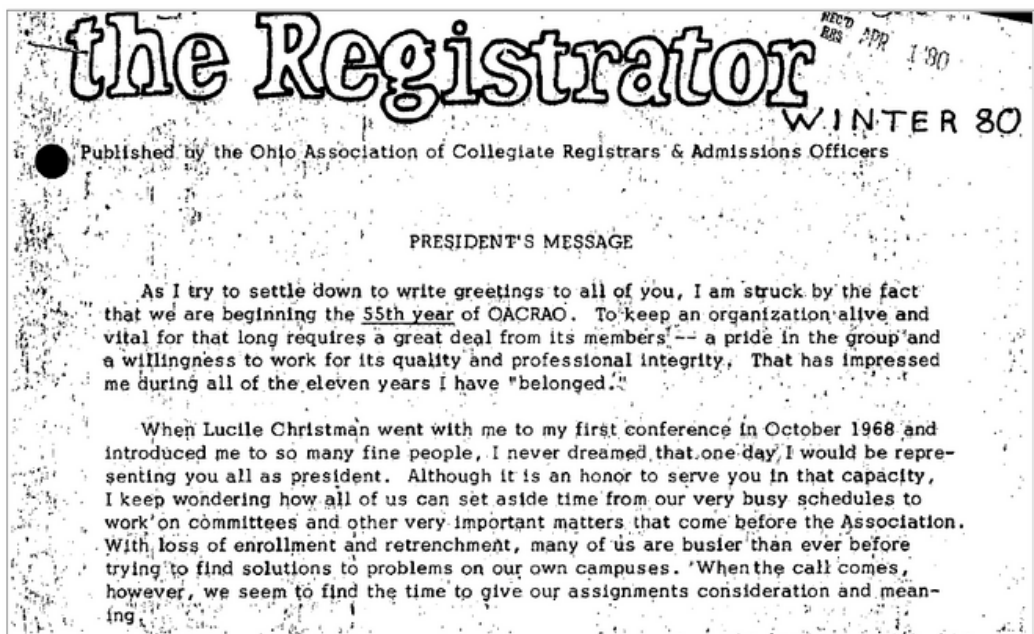 the Registrator
REC'D
RRS APR 1 '80
WINTER 80
Published by the Ohio Association of Collegiate Registrars & Admissions Officers
PRESIDENT'S MESSAGE
As I try to settle down to write greetings to all of you, I am struck by the fact
that we are beginning the 55th year of OACRAO. To keep an organization alive and
vital for that long requires a great deal from its members -- a pride in the group and
a willingness to work for its quality and professional integrity. That has impressed
me during all of the eleven years I have "belonged."
When Lucile Christman went with me to my first conference in October 1968 and
introduced me to so many fine people, I never dreamed that one day I would be repre-
senting you all as president. Although it is an honor to serve you in that capacity,
I keep wondering how all of us can set aside time from our very busy schedules to
work on committees and other very important matters that come before the Association.
With loss of enrollment and retrenchment, many of us are busier than ever before
trying to find solutions to problems on our own campuses. When the call comes,
however, we seem to find the time to give our assignments consideration and mean-
ing.